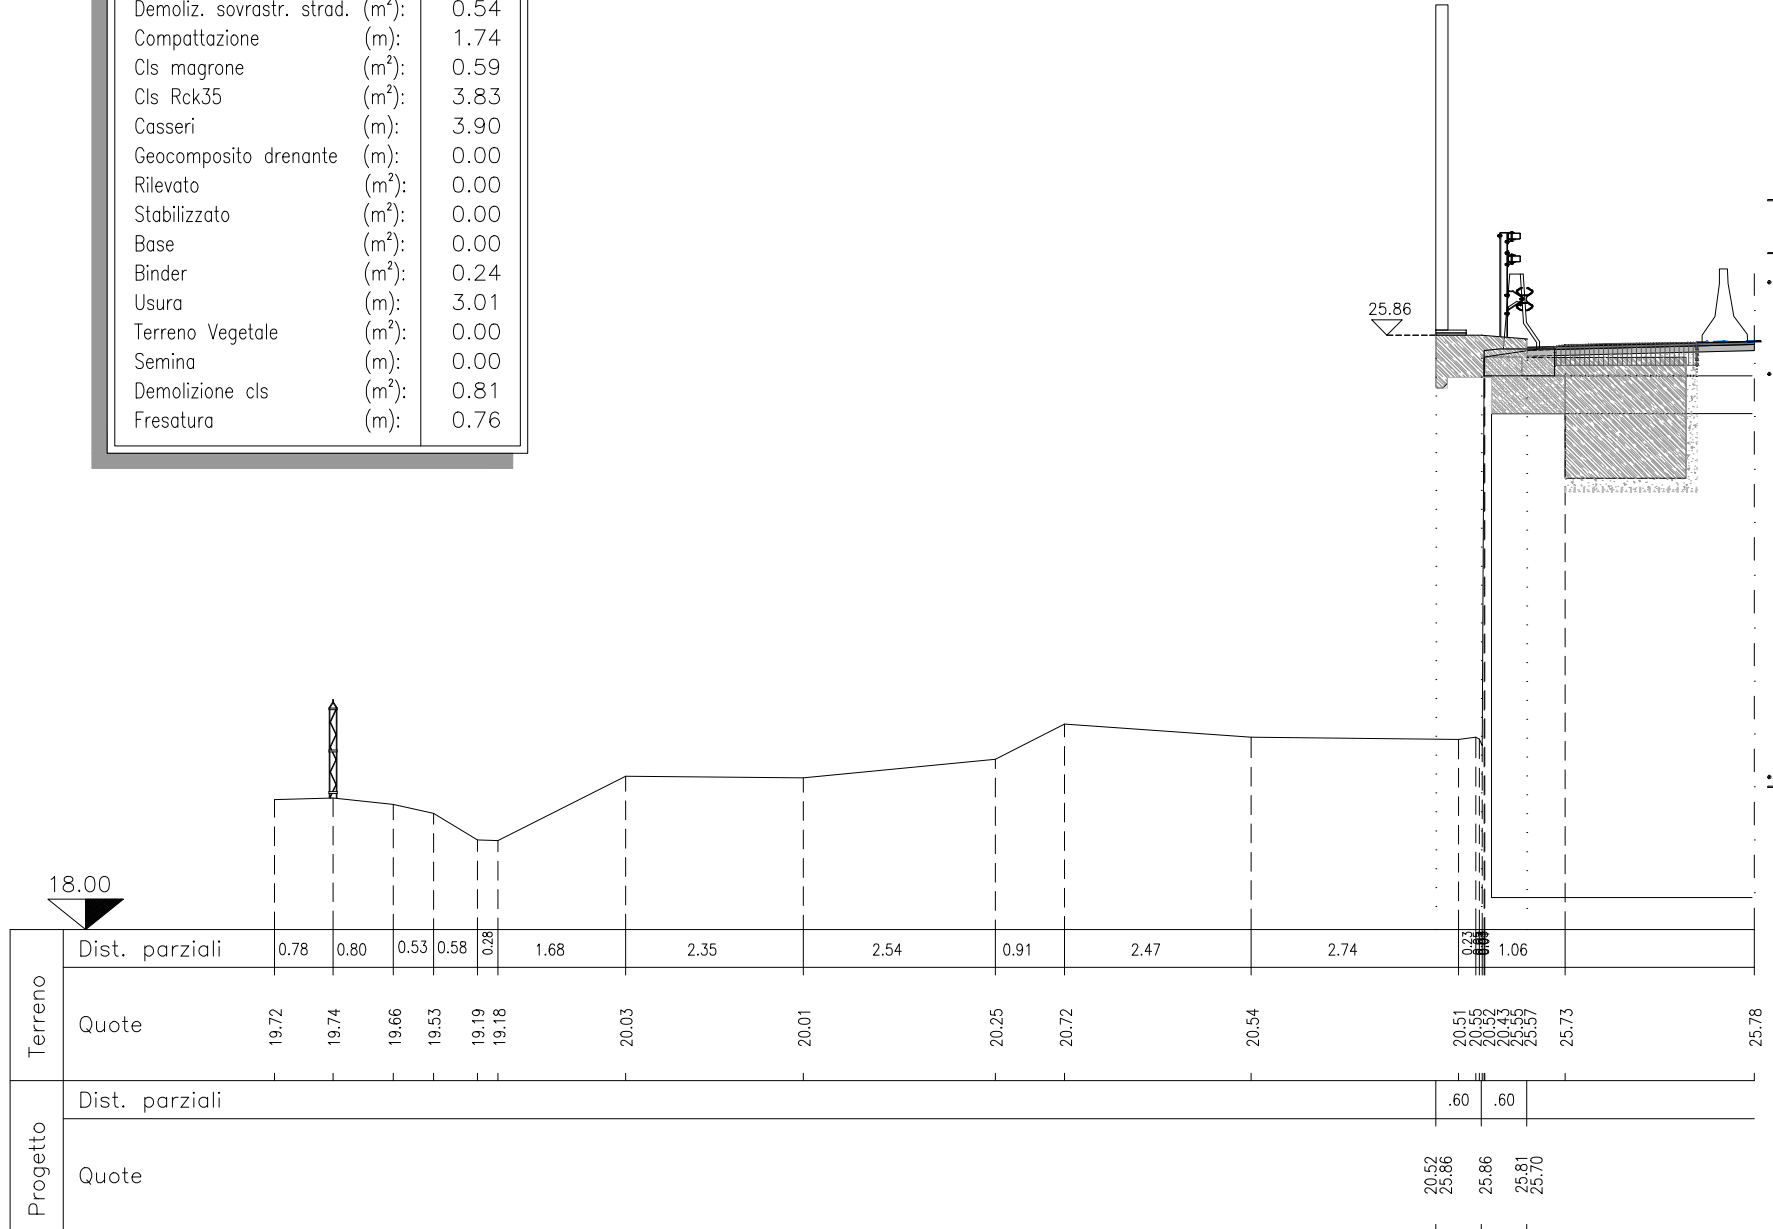 Demoliz. sovrastr. strad. (m²): 0.54
Compattazione (m): 1.74
Cls magrone (m²): 0.59
Cls Rck35 (m²): 3.83
Casseri (m): 3.90
Geocomposito drenante (m): 0.00
Rilevato (m²): 0.00
Stabilizzato (m²): 0.00
Base (m²): 0.00
Binder (m²): 0.24
Usura (m): 3.01
Terreno Vegetale (m²): 0.00
Semina (m): 0.00
Demolizione cls (m²): 0.81
Fresatura (m): 0.76
25.86
18.00
Terreno
Dist. parziali 0.78 0.80 0.53 0.58 0.28 1.68 2.35 2.54 0.91 2.47 2.74 0.23 1.06
Quote 19.72 19.74 19.66 19.53 19.19 19.18 20.03 20.01 20.25 20.72 20.54 20.51 20.55 20.52 20.43 25.55 25.57 25.73 25.78
Progetto
Dist. parziali .60 .60
Quote 20.52 25.86 25.86 25.81 25.70